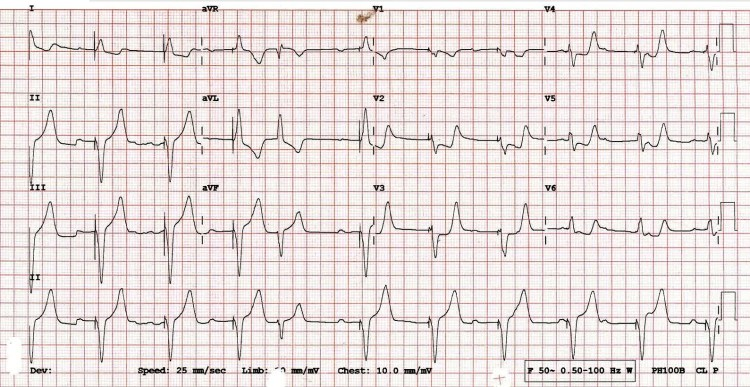 I aVR V1 V4
II aVL V2 V5
III aVF V3 V6
II
Dev: Speed: 25 mm/sec Limb: mm/mV Chest: 10.0 mm/mV F 50~ 0.50-100 Hz W PH100B CL P